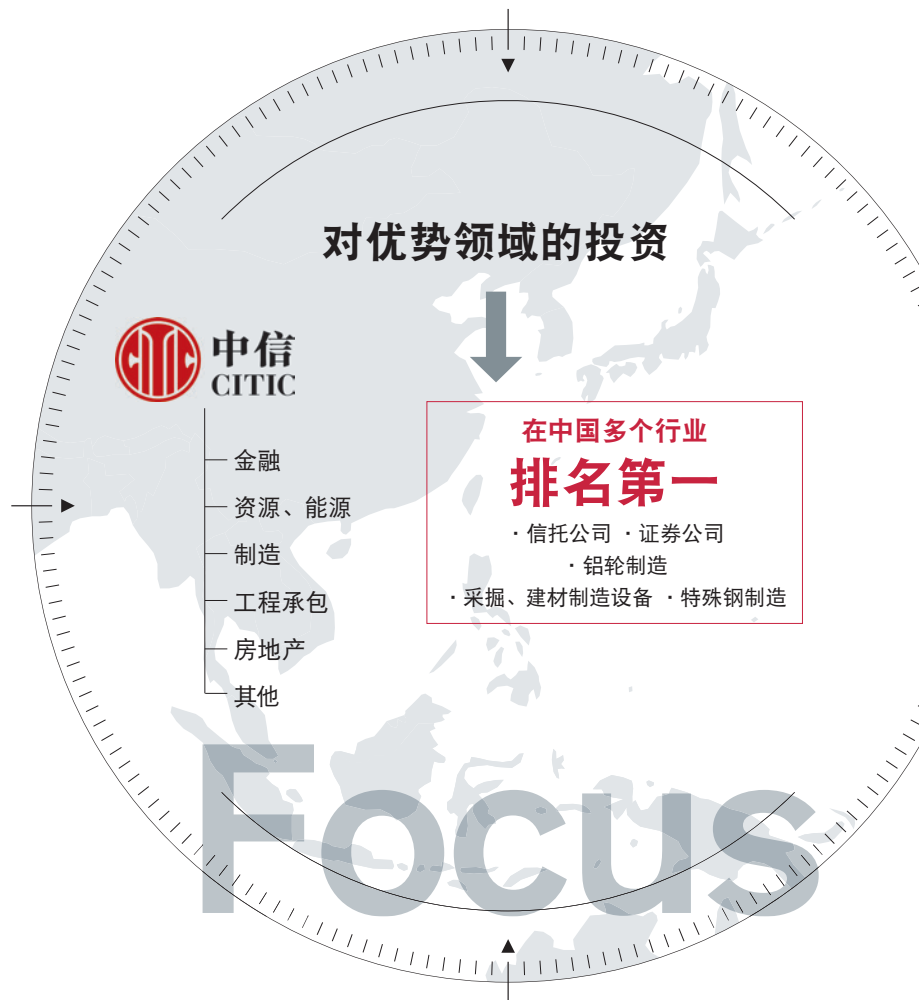 对优势领域的投资
中信
CITIC
金融
资源、能源
制造
工程承包
房地产
其他
在中国多个行业
排名第一
·信托公司 ·证券公司
·铝轮制造
·采掘、建材制造设备 ·特殊钢制造
Focus